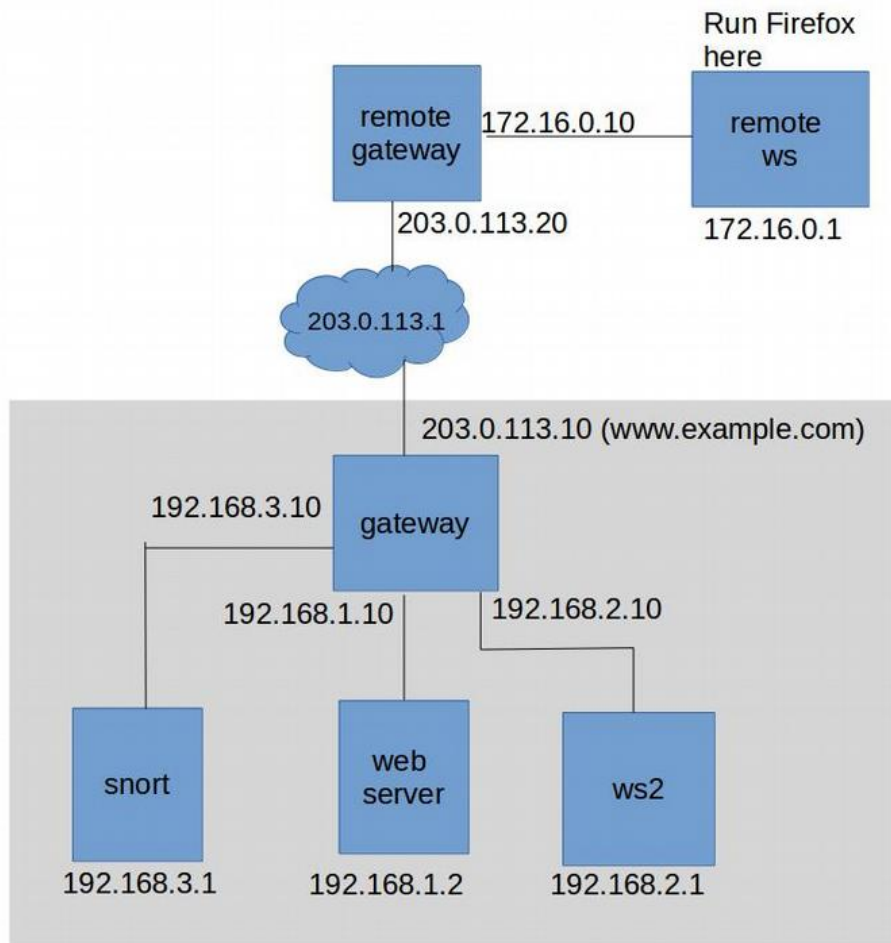 Run Firefox
here
remote
gateway
172.16.0.10
remote
ws
203.0.113.20
172.16.0.1
203.0.113.1
203.0.113.10 (www.example.com)
192.168.3.10
gateway
192.168.1.10
192.168.2.10
snort
web
server
ws2
192.168.3.1
192.168.1.2
192.168.2.1